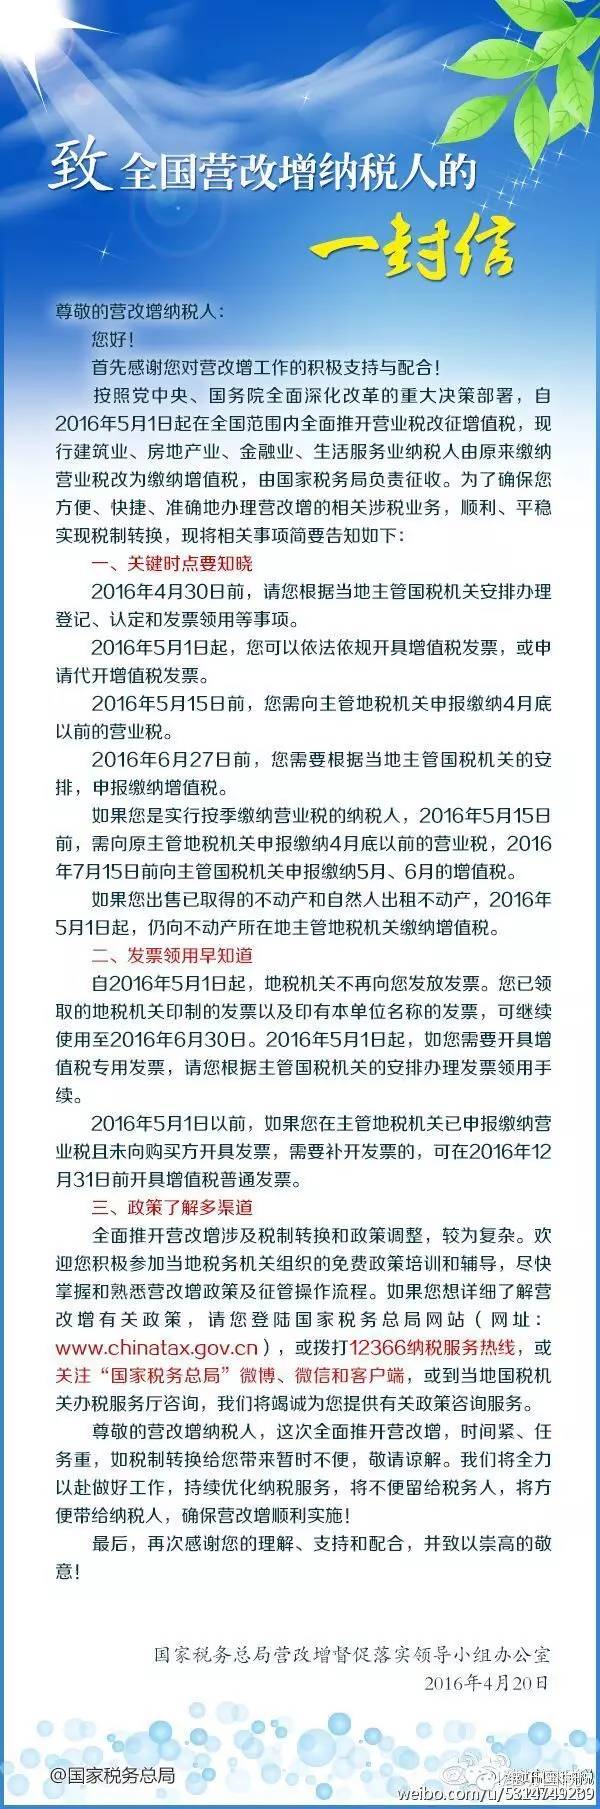 致全国营改增纳税人的
一封信
尊敬的营改增纳税人：
您好！
首先感谢您对营改增工作的积极支持与配合！
按照党中央、国务院全面深化改革的重大决策部署，自
2016年5月1日起在全国范围内全面推开营业税改征增值税，现
行建筑业、房地产业、金融业、生活服务业纳税人由原来缴纳
营业税改为缴纳增值税，由国家税务局负责征收。为了确保您
方便、快捷、准确地办理营改增的相关涉税业务，顺利、平稳
实现税制转换，现将相关事项简要告知如下：
一、关键时点要知晓
2016年4月30日前，请您根据当地主管国税机关安排办理
登记、认定和发票领用等事项。
2016年5月1日起，您可以依法依规开具增值税发票，或申
请代开增值税发票。
2016年5月15日前，您需向主管地税机关申报缴纳4月底
以前的营业税。
2016年6月27日前，您需要根据当地主管国税机关的安
排，申报缴纳增值税。
如果您是实行按季缴纳营业税的纳税人，2016年5月15日
前，需向原主管地税机关申报缴纳4月底以前的营业税，2016
年7月15日前向主管国税机关申报缴纳5月、6月的增值税。
如果您出售已取得的不动产和自然人出租不动产，2016年
5月1日起，仍向不动产所在地主管地税机关缴纳增值税。
二、发票领用早知道
自2016年5月1日起，地税机关不再向您发放发票。您已领
取的地税机关印制的发票以及印有本单位名称的发票，可继续
使用至2016年6月30日。2016年5月1日起，如您需要开具增
值税专用发票，请您根据主管国税机关的安排办理发票领用手
续。
2016年5月1日以前，如果您在主管地税机关已申报缴纳营
业税且未向购买方开具发票，需要补开发票的，可在2016年12
月31日前开具增值税普通发票。
三、政策了解多渠道
全面推开营改增涉及税制转换和政策调整，较为复杂。欢
迎您积极参加当地税务机关组织的免费政策培训和辅导，尽快
掌握和熟悉营改增政策及征管操作流程。如果您想详细了解营
改增有关政策，请您登陆国家税务总局网站（网址：
www.chinatax.gov.cn），或拨打12366纳税服务热线，或
关注“国家税务总局”微博、微信和客户端，或到当地国税机
关办税服务厅咨询，我们将竭诚为您提供有关政策咨询服务。
尊敬的营改增纳税人，这次全面推开营改增，时间紧、任
务重，如税制转换给您带来暂时不便，敬请谅解。我们将全力
以赴做好工作，持续优化纳税服务，将不便留给税务人，将方
便带给纳税人，确保营改增顺利实施！
最后，再次感谢您的理解、支持和配合，并致以崇高的敬
意！
国家税务总局营改增督促落实领导小组办公室
2016年4月20日
@国家税务总局